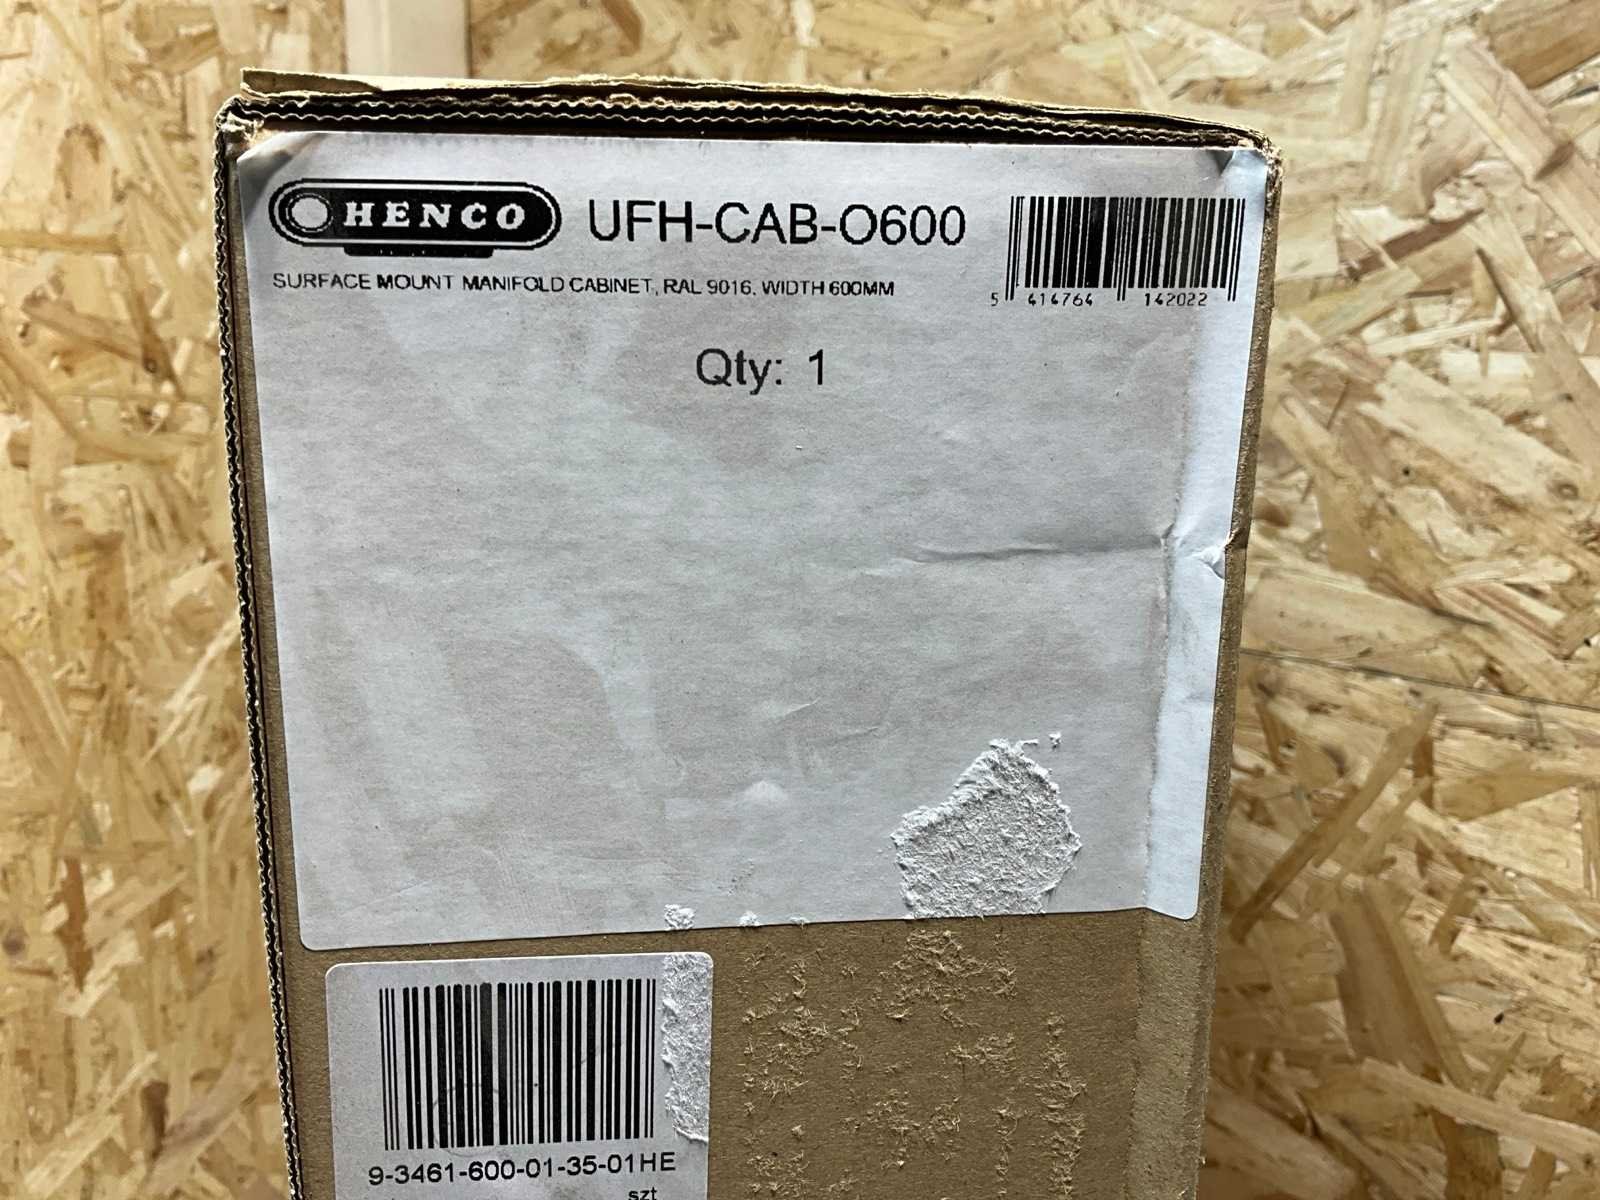 HENCO
UFH-CAB-O600
SURFACE MOUNT MANIFOLD CABINET, RAL 9016, WIDTH 600MM
5 414764 142022
Qty: 1
9-3461-600-01-35-01HE
szt